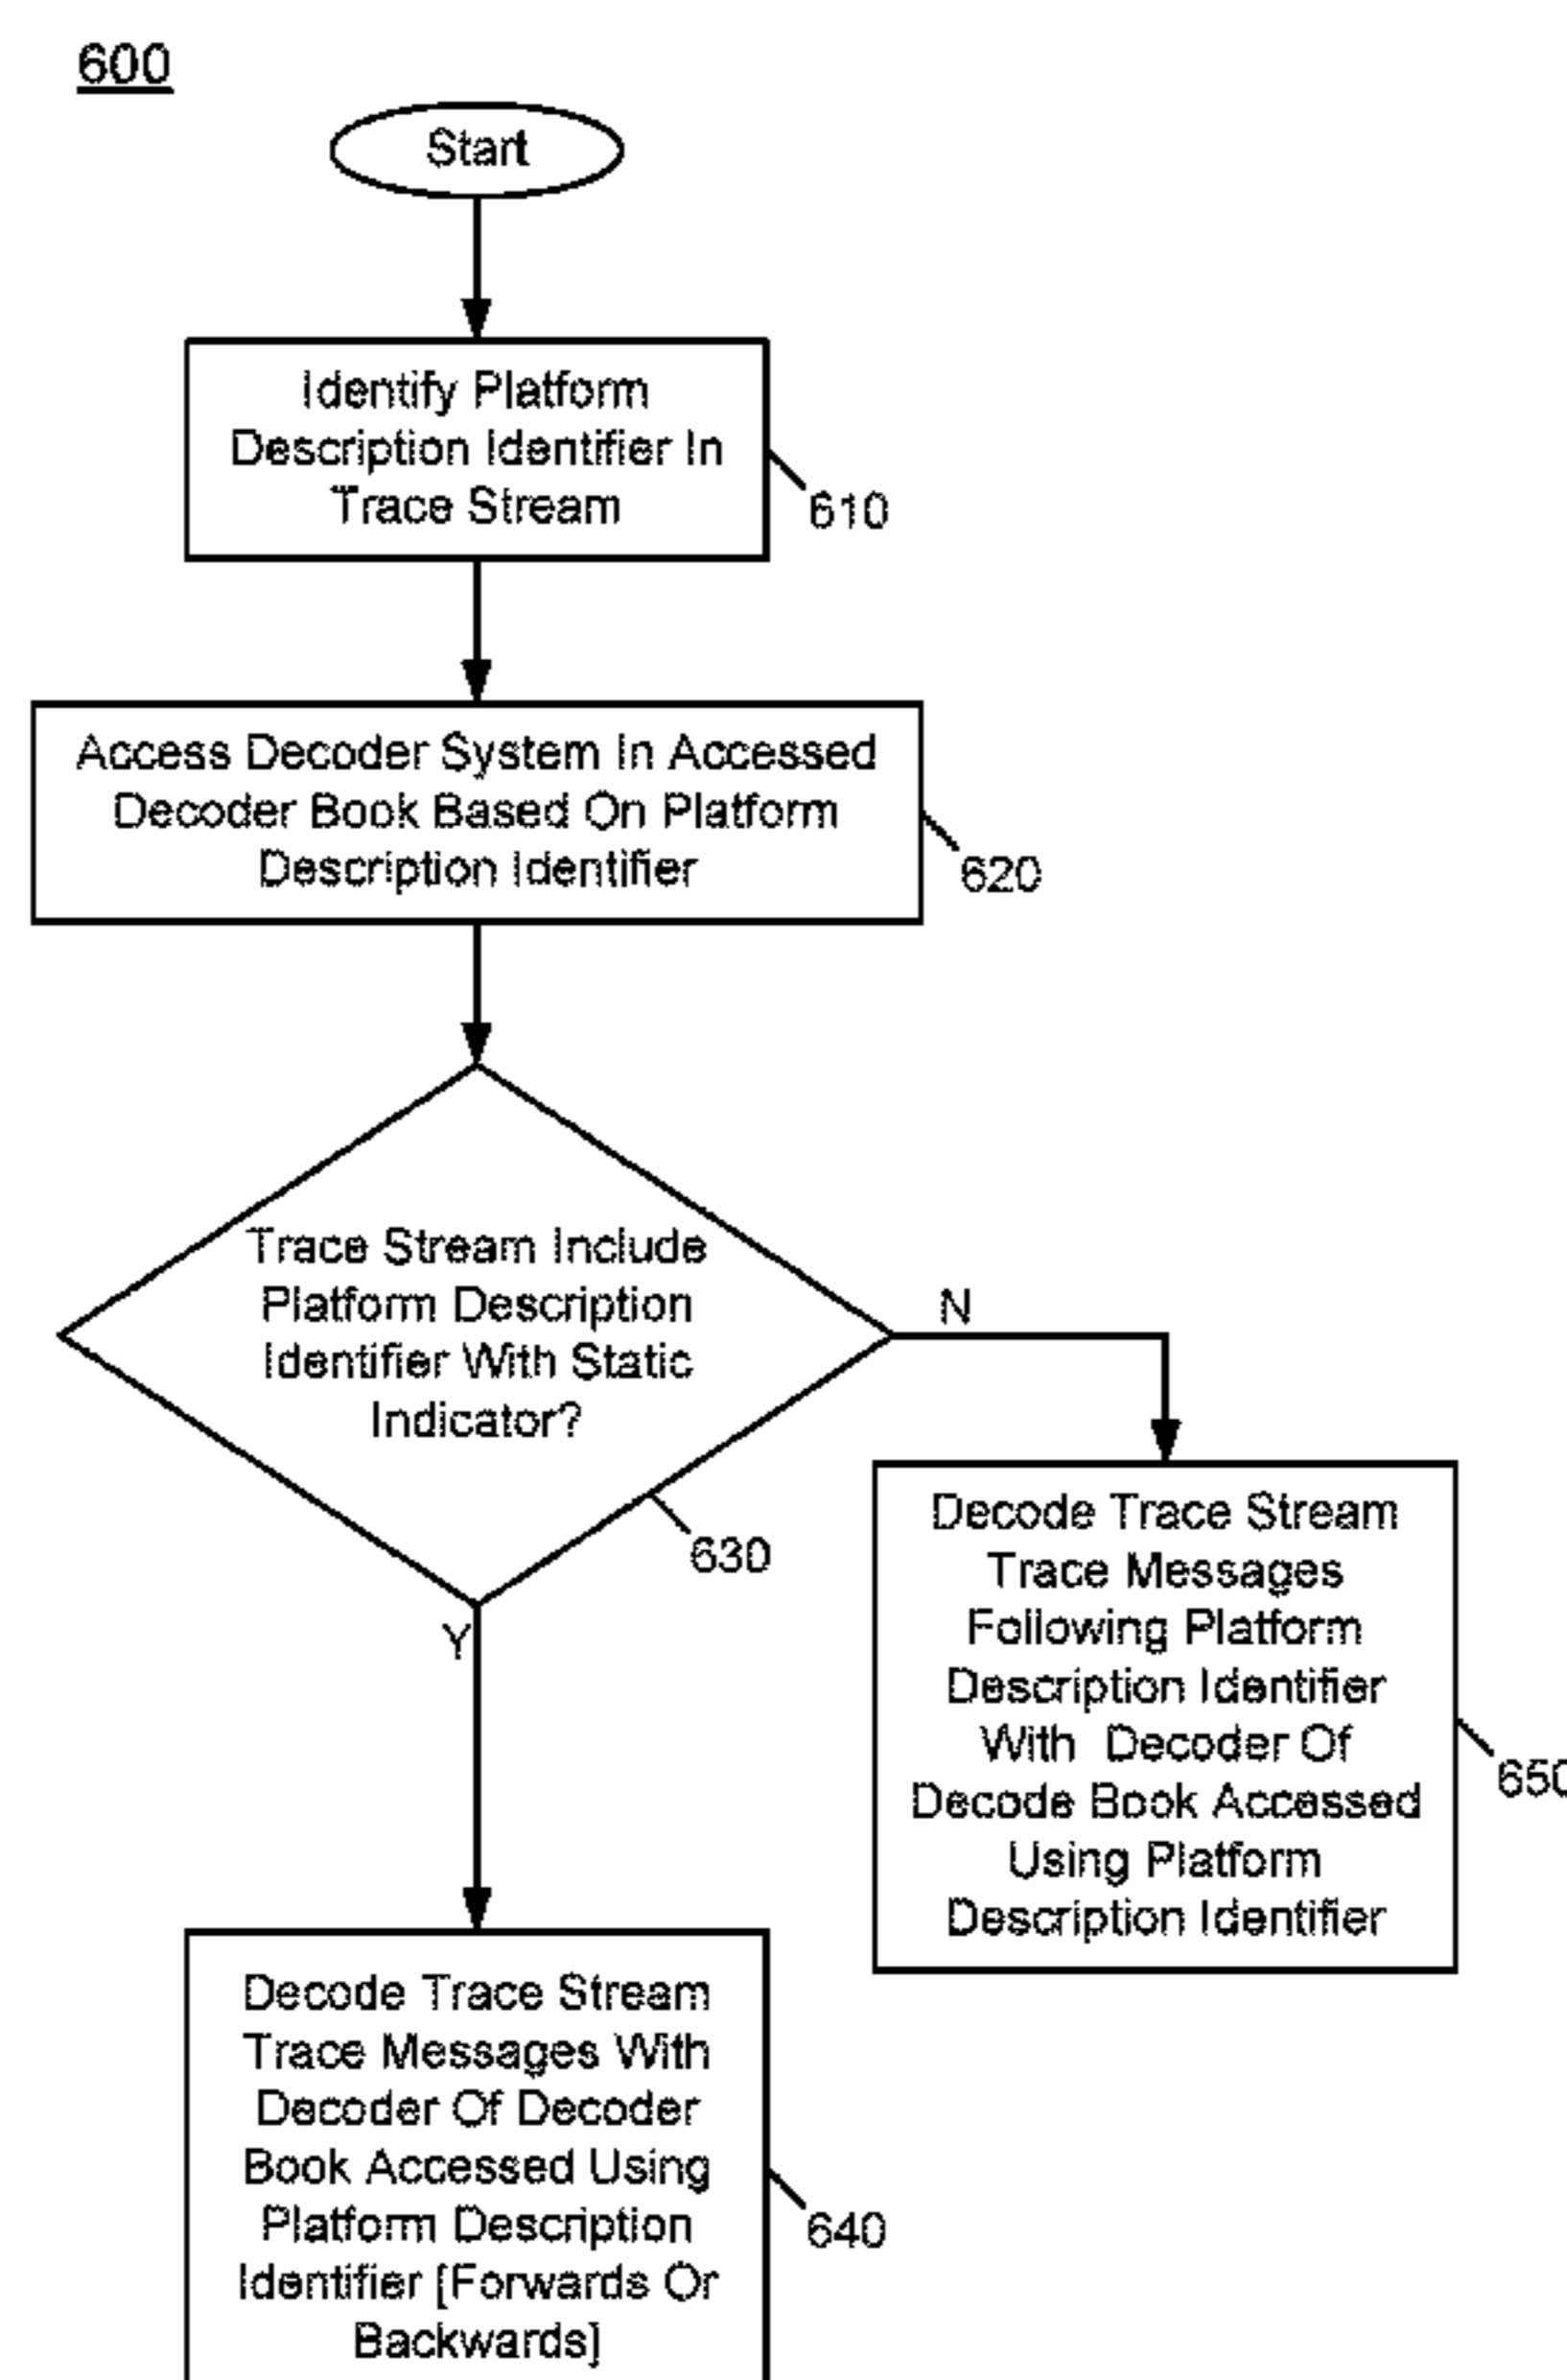 600
Start
Identify Platform
Description Identifier In
Trace Stream
610
Access Decoder System In Accessed
Decoder Book Based On Platform
Description Identifier
620
Trace Stream Include
Platform Description
Identifier With Static
Indicator?
630
N
Y
Decode Trace Stream
Trace Messages
Following Platform
Description Identifier
With Decoder Of
Decode Book Accessed
Using Platform
Description Identifier
650
Decode Trace Stream
Trace Messages With
Decoder Of Decoder
Book Accessed Using
Platform Description
Identifier [Forwards Or
Backwards]
640